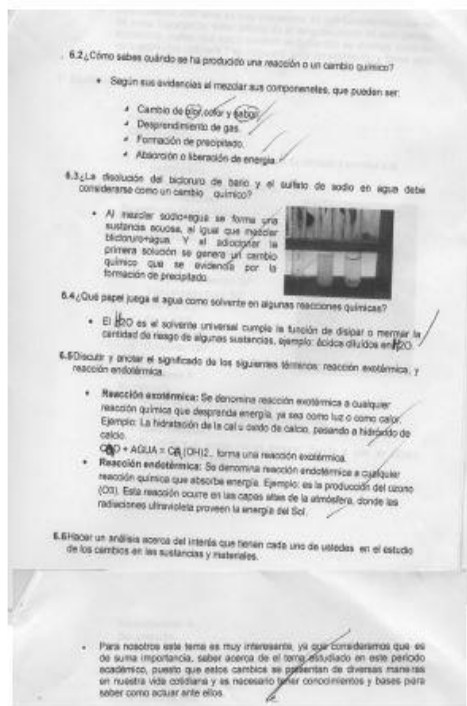 6.2¿Cómo sabes cuándo se ha producido una reacción o un cambio químico?
• Según sus evidencias al mezclar sus componeneles, que pueden ser:
Cambio de olor,color y sabor.
Desprendimiento de gas.
Formación de precipitado.
Absorción o liberación de energía.
6.3¿La disolución del bicloruro de bario y el sulfato de sodio en agua debe
considerarse como un cambio químico?
• Al mezclar sodio+agua se forma una
sustancia acuosa, al igual que mezclar
bicloruro+agua. Y al adicionar la
primera solución se genera un cambio
químico que se evidencia por la
formación de precipitado.
6.4¿Qué papel juega el agua como solvente en algunas reacciones químicas?
• El H2O es el solvente universal cumple la función de disipar o mermar la
cantidad de riesgo de algunas sustancias, ejemplo: ácidos diluidos en H2O.
6.5Discutir y anotar el significado de los siguientes términos: reacción exotérmica, y
reacción endotérmica.
• Reacción exotérmica: Se denomina reacción exotérmica a cualquier
reacción química que desprenda energía, ya sea como luz o como calor.
Ejemplo: La hidratación de la cal u oxido de calcio, pasando a hidróxido de
calcio.
CaO + AGUA = Ca(OH)2., forma una reacción exotérmica.
• Reacción endotérmica: Se denomina reacción endotérmica a cualquier
reacción química que absorbe energía. Ejemplo: es la producción del ozono
(O3). Esta reacción ocurre en las capas altas de la atmósfera, donde las
radiaciones ultravioleta proveen la energía del Sol.
6.6Hacer un análisis acerca del interés que tienen cada uno de ustedes en el estudio
de los cambios en las sustancias y materiales.
• Para nosotros este tema es muy interesante, ya que consideramos que es
de suma importancia, saber acerca de el tema estudiado en este periodo
académico, puesto que estos cambios se presentan de diversas maneras
en nuestra vida cotidiana y es necesario tener conocimientos y bases para
saber como actuar ante ellos.